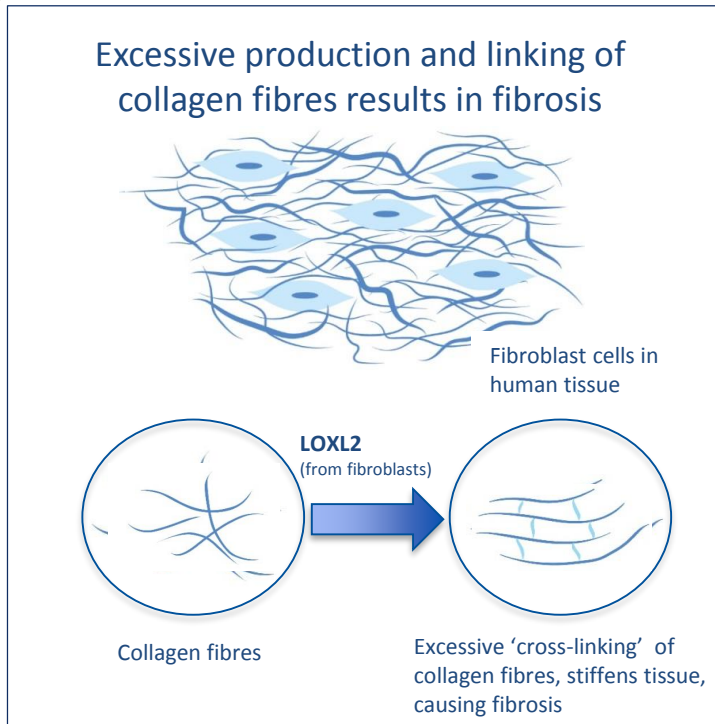 Excessive production and linking of
collagen fibres results in fibrosis
Fibroblast cells in
human tissue
LOXL2
(from fibroblasts)
Collagen fibres
Excessive ‘cross-linking’ of
collagen fibres, stiffens tissue,
causing fibrosis